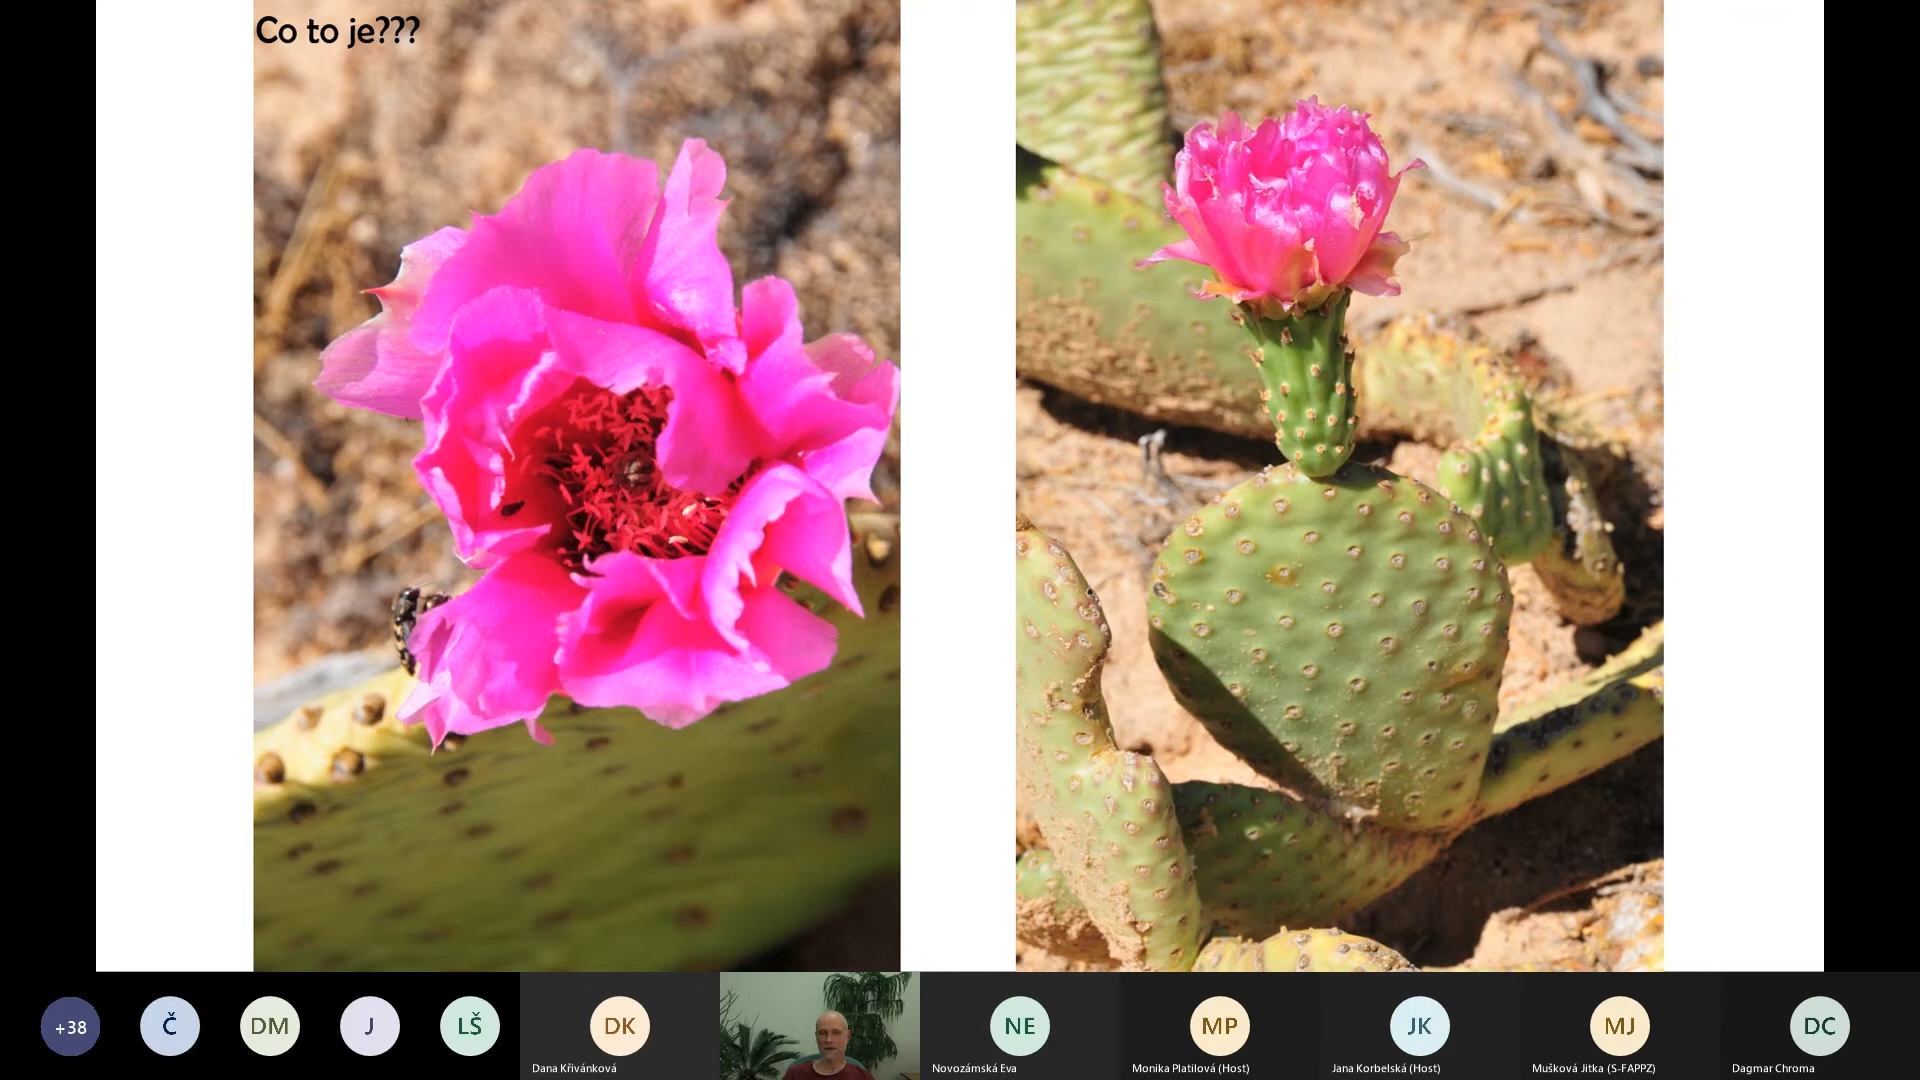 Co to je???
+38
Č
DM
J
LŠ
DK
NE
MP
JK
MJ
DC
Dana Křivánková
Novozámská Eva
Monika Platilová (Host)
Jana Korbelská (Host)
Mušková Jitka (S-FAPPZ)
Dagmar Chroma